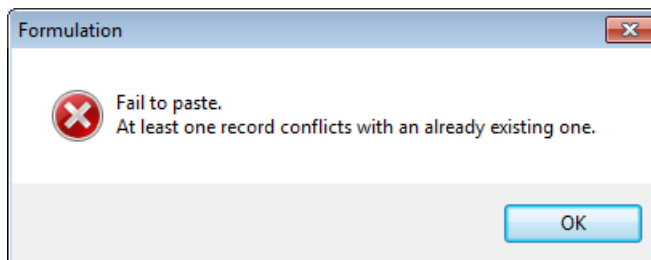 Formulation
Fail to paste.
At least one record conflicts with an already existing one.
OK